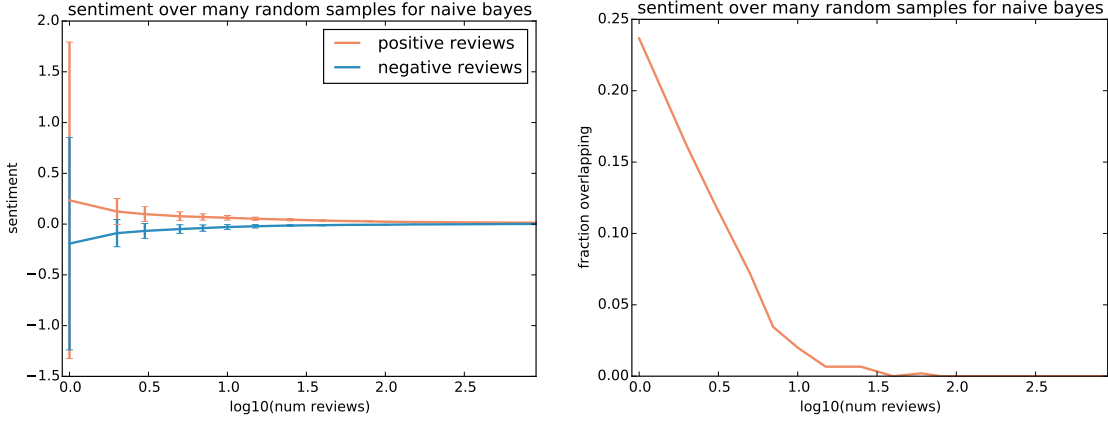 sentiment over many random samples for naive bayes
2.0
1.5
1.0
0.5
0.0
−0.5
−1.0
−1.5
sentiment
positive reviews
negative reviews
0.0 0.5 1.0 1.5 2.0 2.5
log10(num reviews)
sentiment over many random samples for naive bayes
0.25
0.20
0.15
0.10
0.05
0.00
fraction overlapping
0.0 0.5 1.0 1.5 2.0 2.5
log10(num reviews)